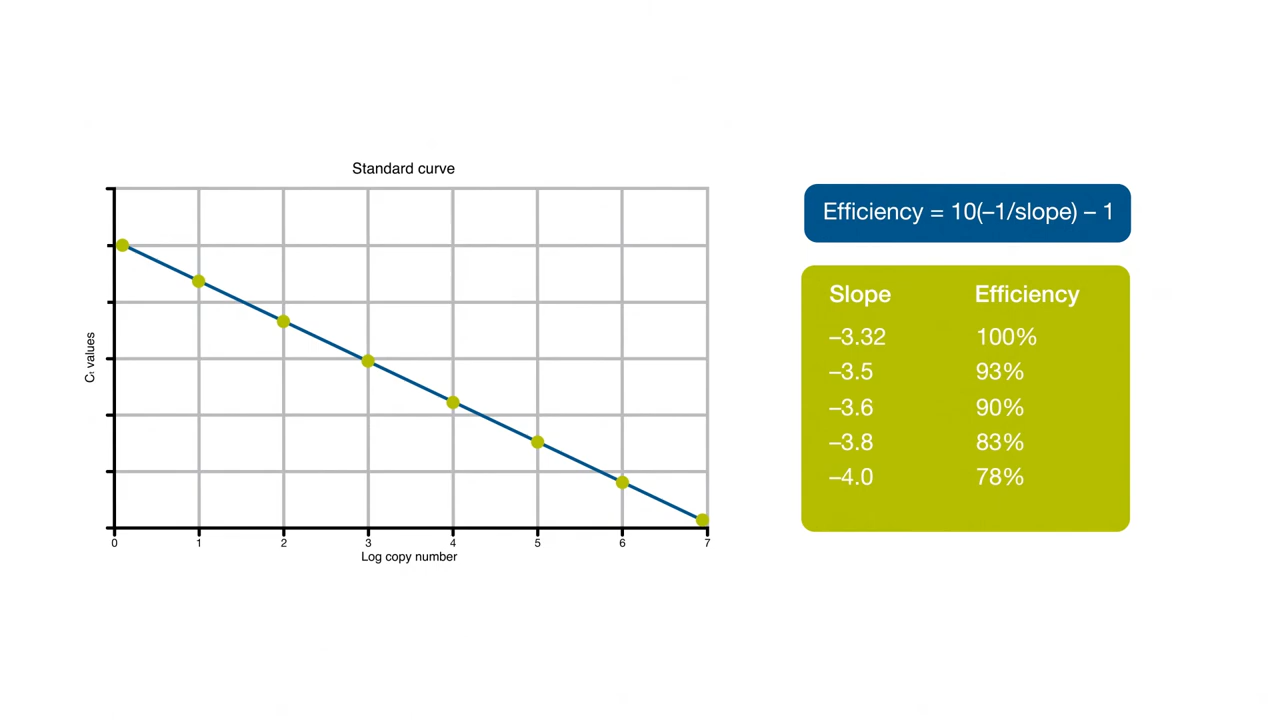 Standard curve
Cₜ values
0 1 2 3 4 5 6 7
Log copy number
Efficiency = 10(–1/slope) – 1
Slope Efficiency
–3.32 100%
–3.5 93%
–3.6 90%
–3.8 83%
–4.0 78%